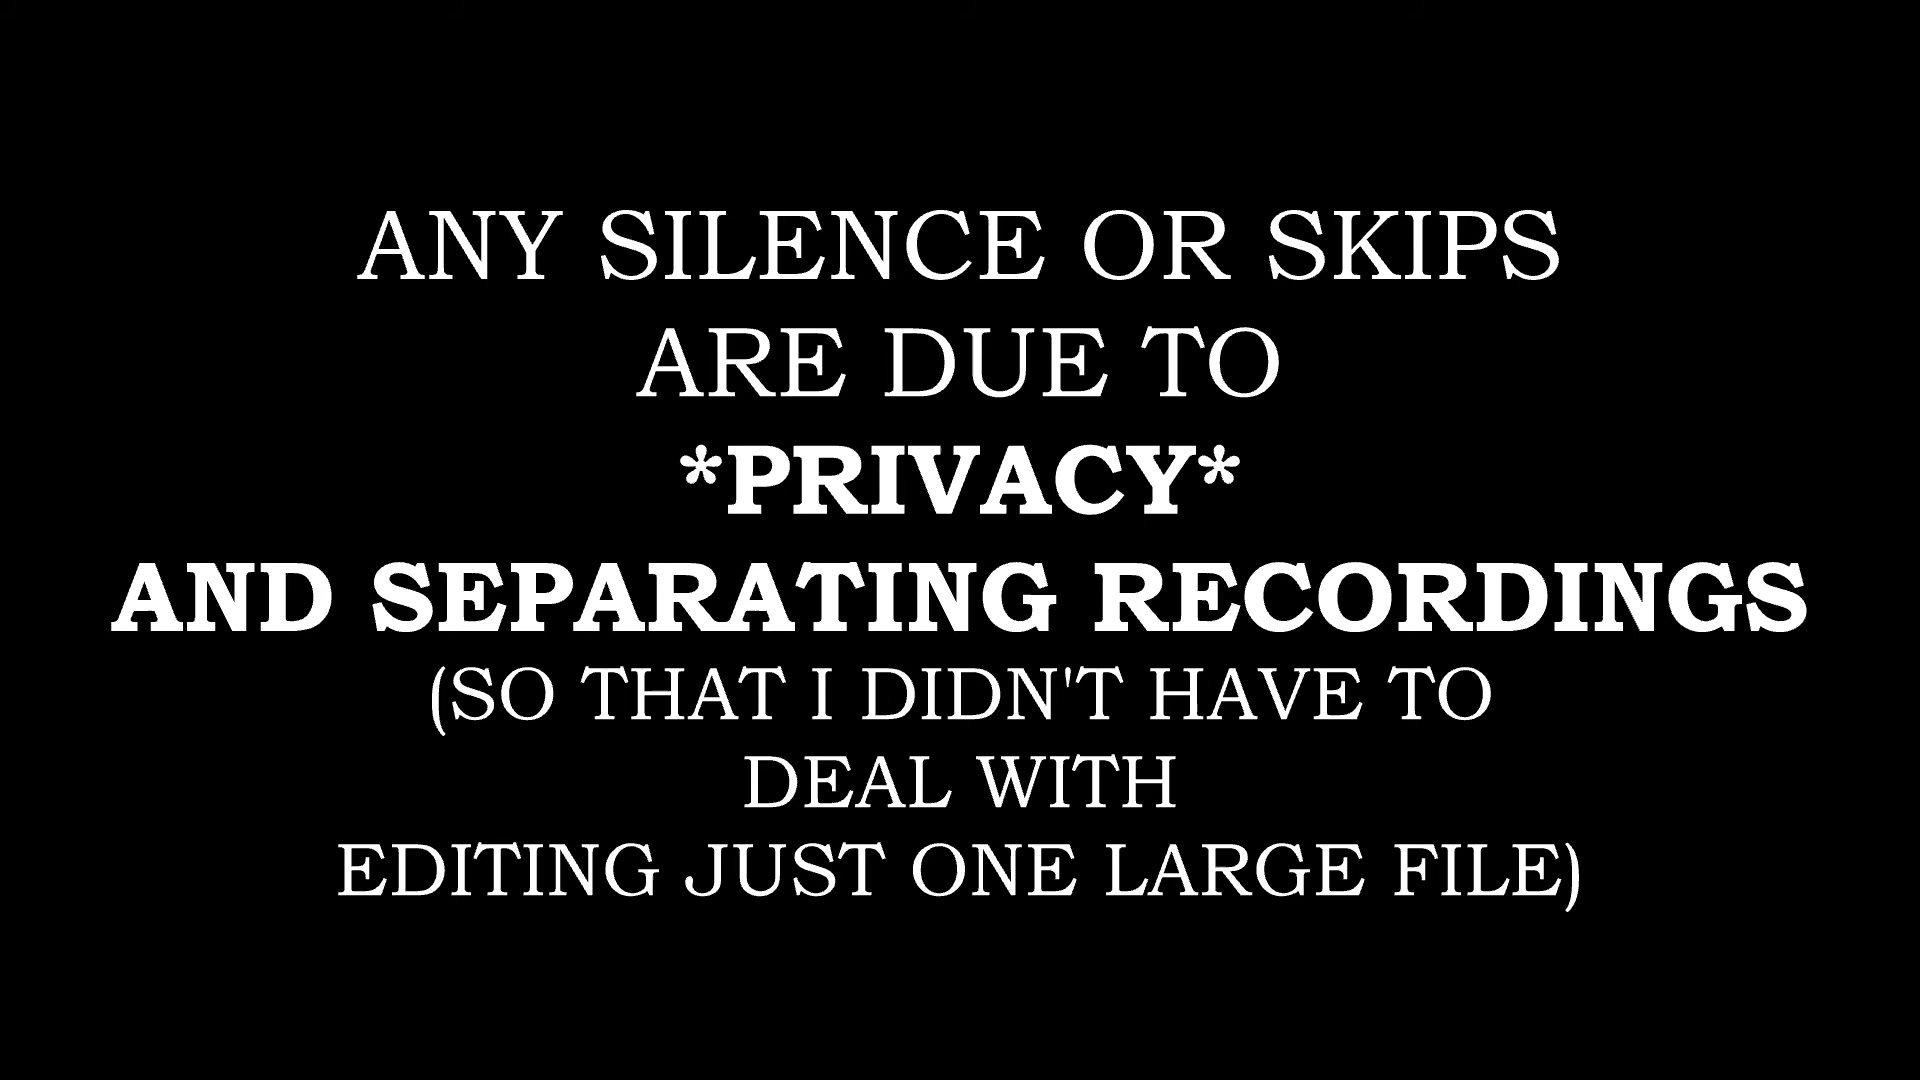 ANY SILENCE OR SKIPS
ARE DUE TO
*PRIVACY*
AND SEPARATING RECORDINGS
(SO THAT I DIDN'T HAVE TO
DEAL WITH
EDITING JUST ONE LARGE FILE)